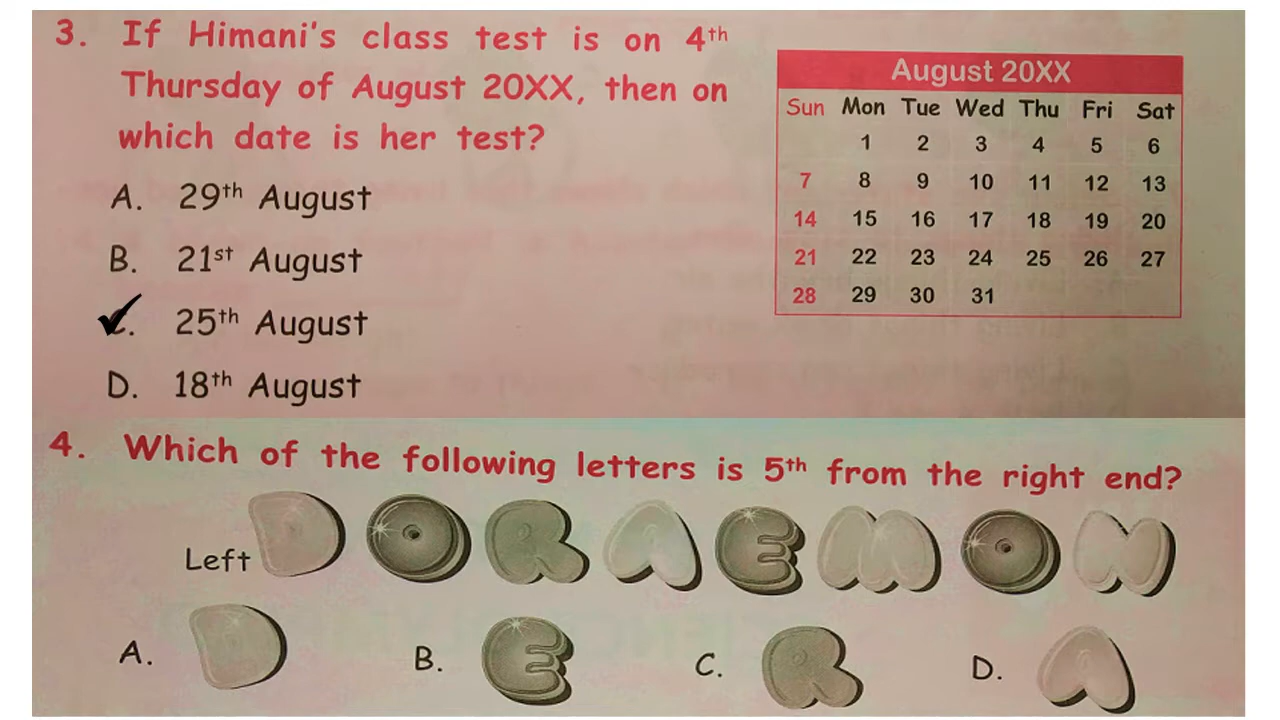 3. If Himani's class test is on 4th
Thursday of August 20XX, then on
which date is her test?
A. 29th August
B. 21st August
C. 25th August
D. 18th August
August 20XX
Sun Mon Tue Wed Thu Fri Sat
1 2 3 4 5 6
7 8 9 10 11 12 13
14 15 16 17 18 19 20
21 22 23 24 25 26 27
28 29 30 31
4. Which of the following letters is 5th from the right end?
Left D O R A E M O N
A. D B. E C. R D. A